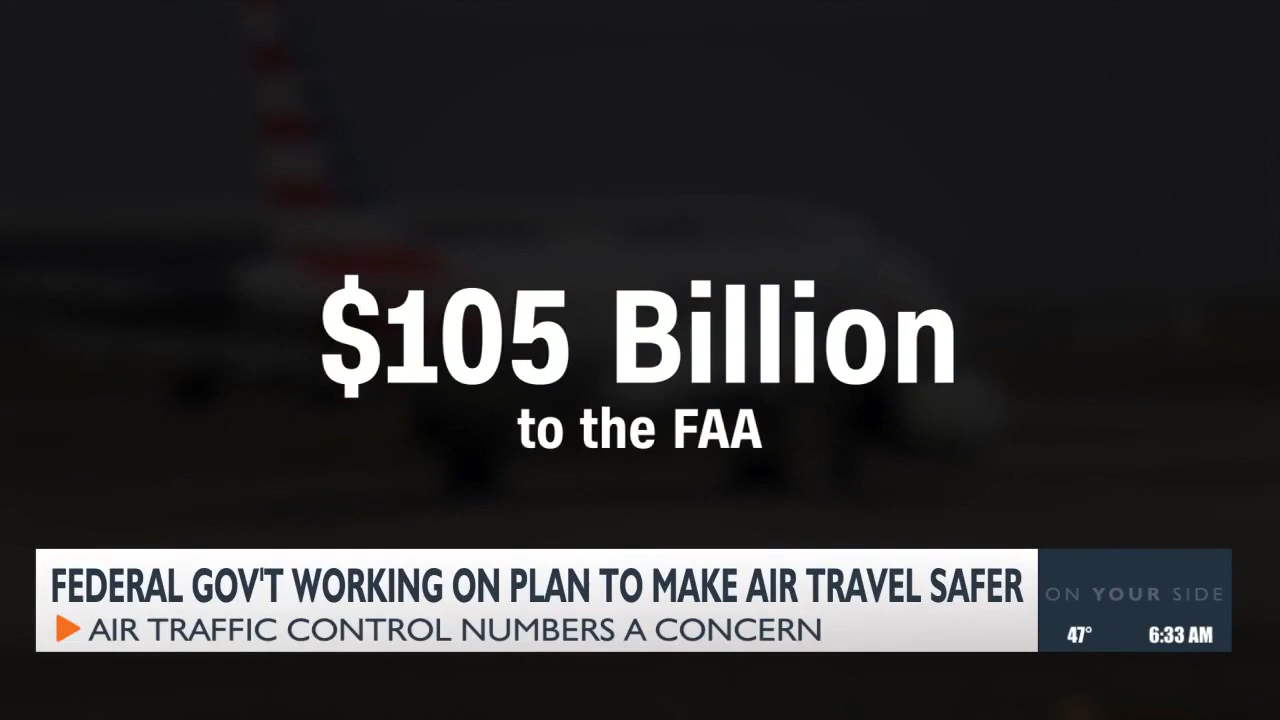 $105 Billion
to the FAA
FEDERAL GOV'T WORKING ON PLAN TO MAKE AIR TRAVEL SAFER
AIR TRAFFIC CONTROL NUMBERS A CONCERN
ON YOUR SIDE
47° 6:33 AM